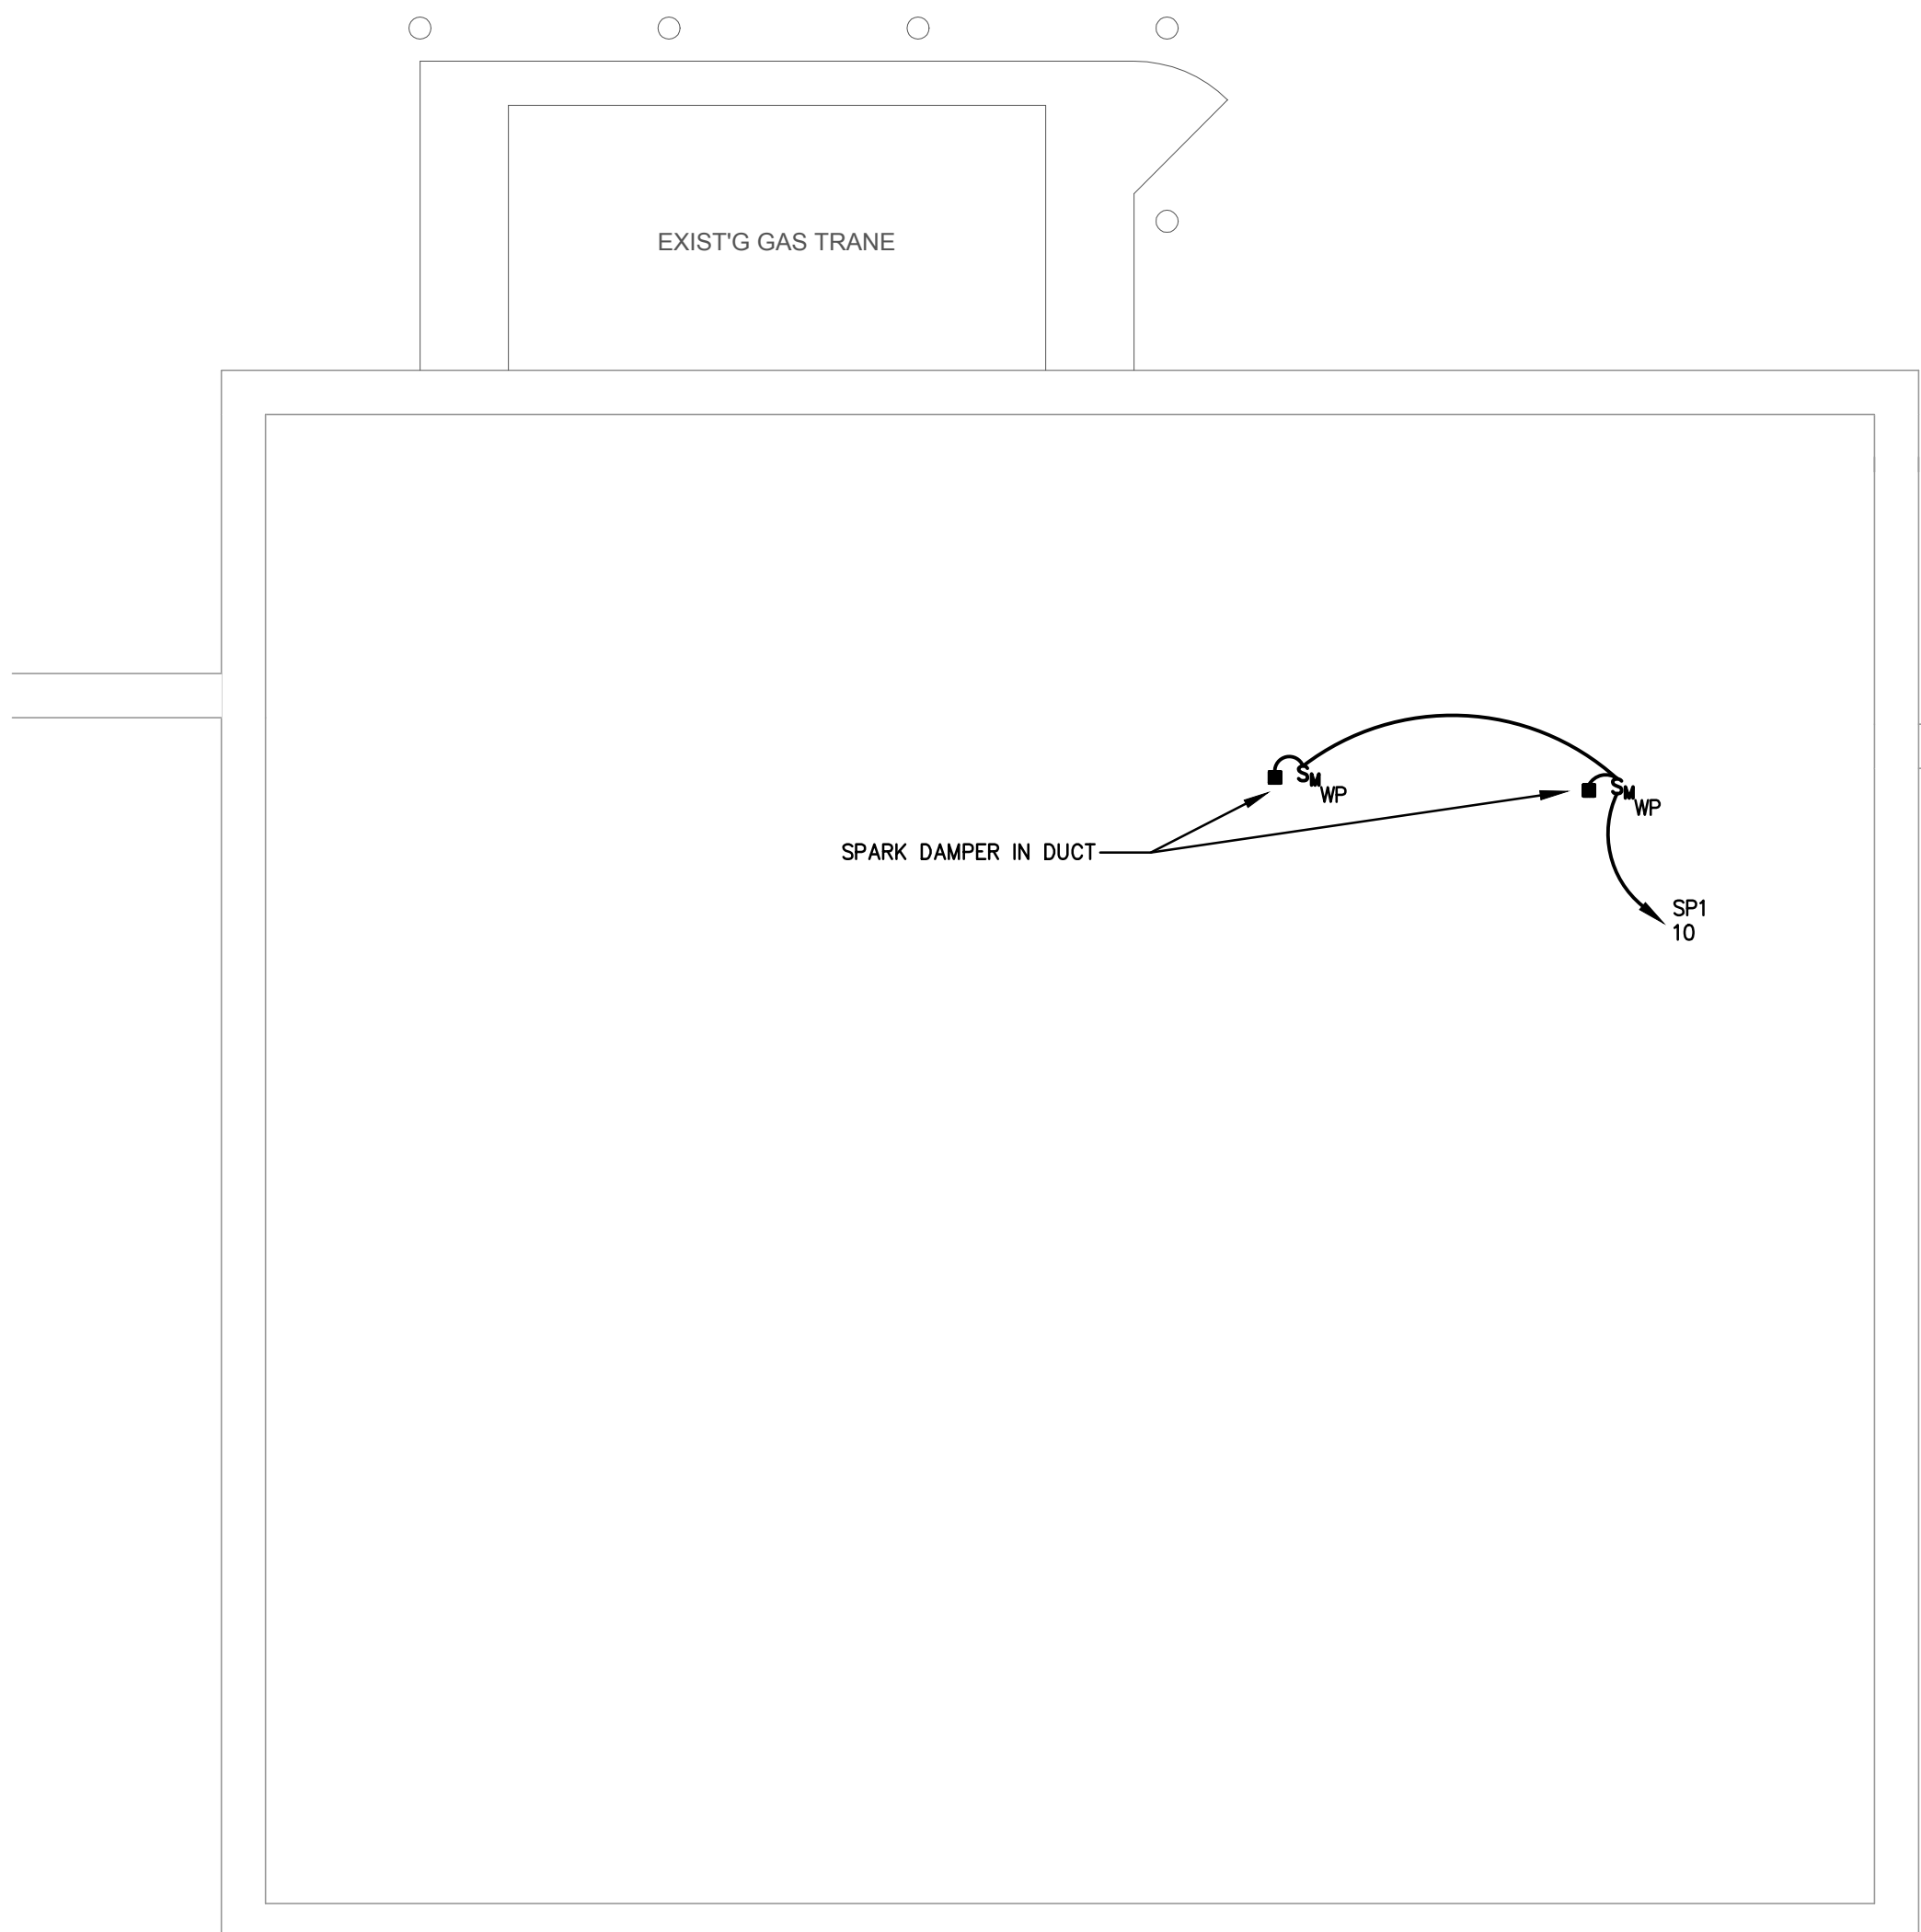 EXIST'G GAS TRANE
SM WP
SM WP
SPARK DAMPER IN DUCT
SP1
10